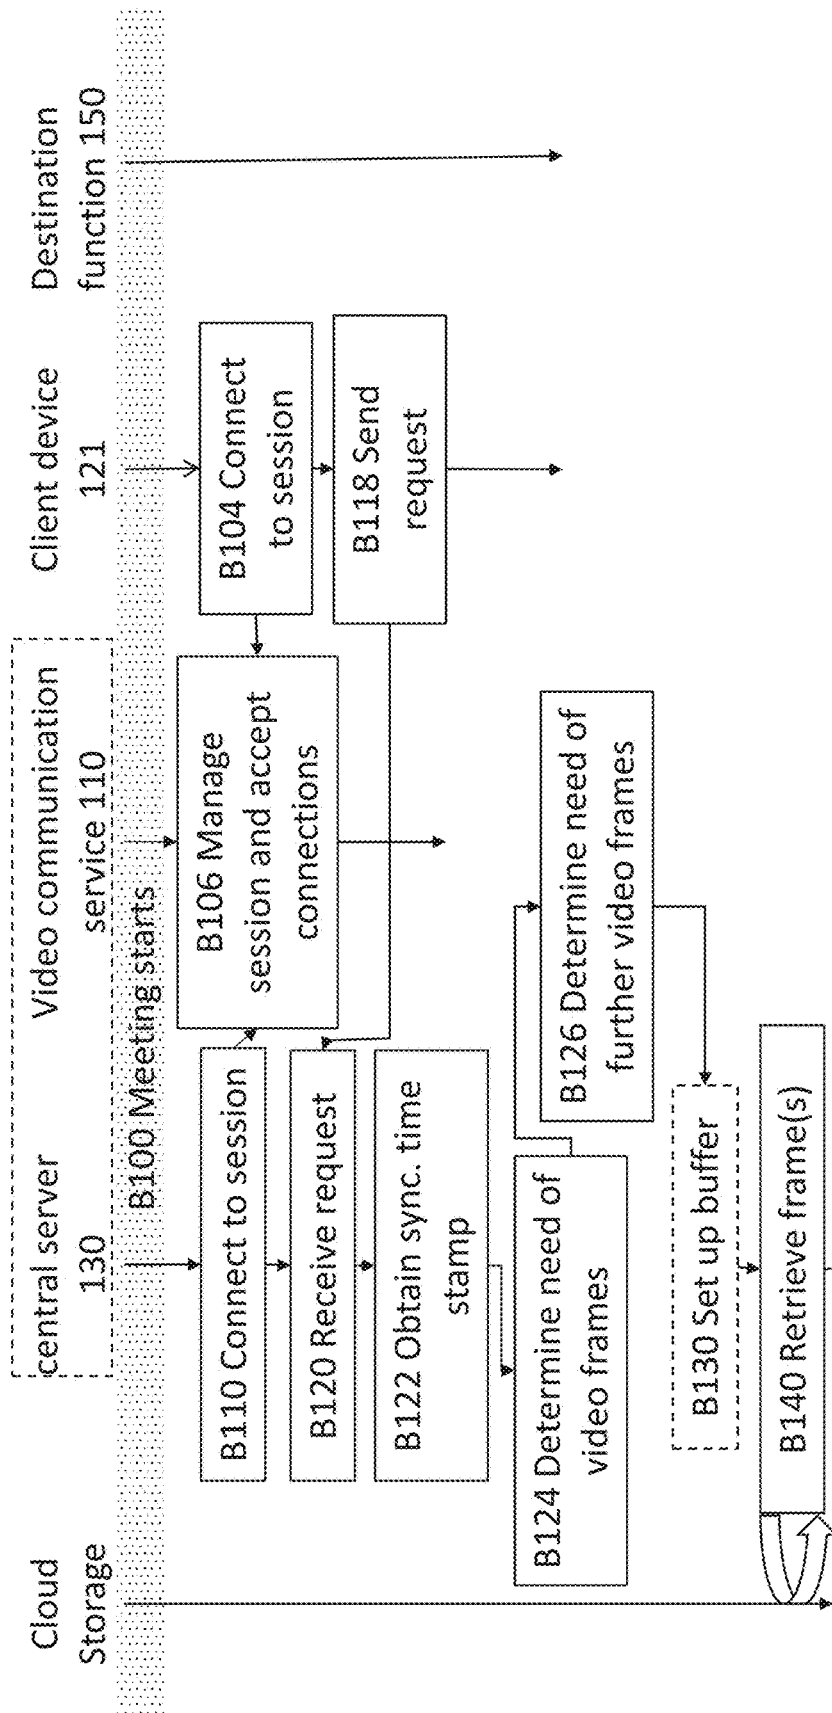 Cloud
Storage
central server
130
Video communication
service 110
Client device
121
Destination
function 150
B100 Meeting starts
B104 Connect
to session
B106 Manage
session and accept
connections
B110 Connect to session
B118 Send
request
B120 Receive request
B122 Obtain sync. time
stamp
B124 Determine need of
video frames
B126 Determine need of
further video frames
B130 Set up buffer
B140 Retrieve frame(s)